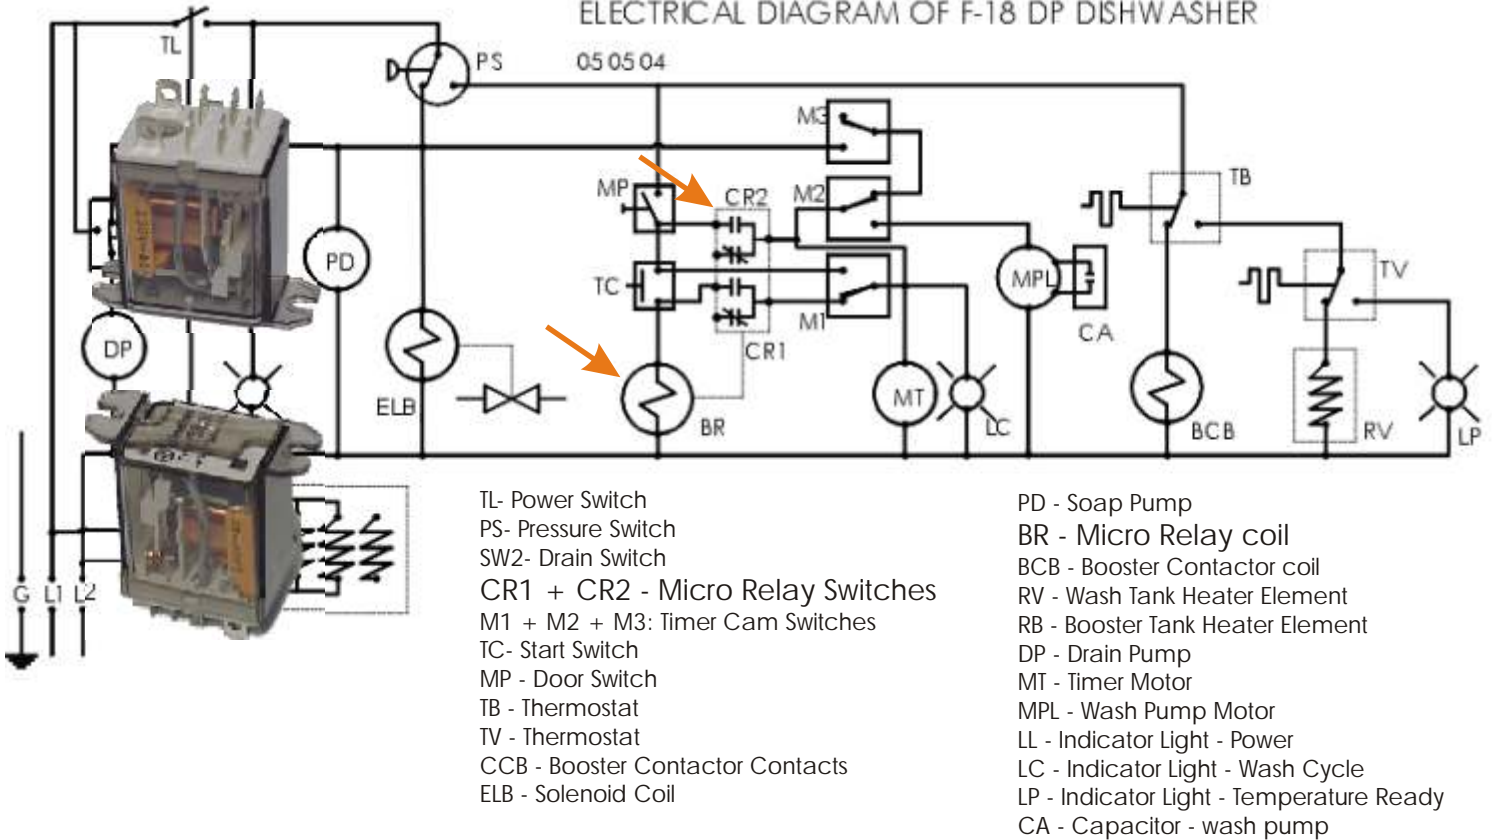 ELECTRICAL DIAGRAM OF F-18 DP DISHWASHER
TL
PS
05 05 04
M3
TB
MP
CR2
M2
PD
TC
MPL
TV
M1
CA
DP
CR1
ELB
BR
MT
LC
BCB
RV
LP
G L1 L2
TL- Power Switch
PS- Pressure Switch
SW2- Drain Switch
CR1 + CR2 - Micro Relay Switches
M1 + M2 + M3: Timer Cam Switches
TC- Start Switch
MP - Door Switch
TB - Thermostat
TV - Thermostat
CCB - Booster Contactor Contacts
ELB - Solenoid Coil
PD - Soap Pump
BR - Micro Relay coil
BCB - Booster Contactor coil
RV - Wash Tank Heater Element
RB - Booster Tank Heater Element
DP - Drain Pump
MT - Timer Motor
MPL - Wash Pump Motor
LL - Indicator Light - Power
LC - Indicator Light - Wash Cycle
LP - Indicator Light - Temperature Ready
CA - Capacitor - wash pump